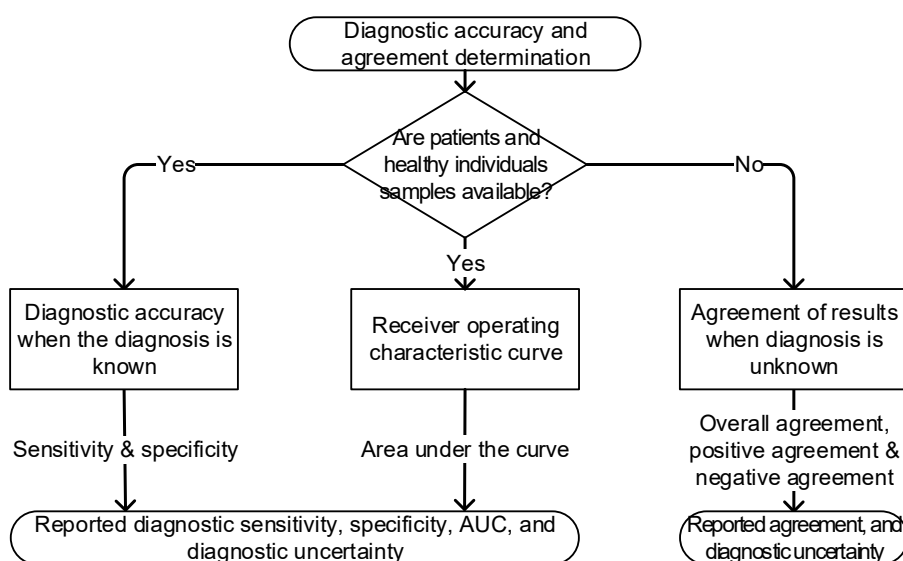 Diagnostic accuracy and
agreement determination
Are patients and
healthy individuals
samples available?
Yes
No
Yes
Diagnostic accuracy
when the diagnosis is
known
Receiver operating
characteristic curve
Agreement of results
when diagnosis is
unknown
Sensitivity & specificity
Area under the curve
Overall agreement,
positive agreement &
negative agreement
Reported diagnostic sensitivity, specificity, AUC, and
diagnostic uncertainty
Reported agreement, and
diagnostic uncertainty